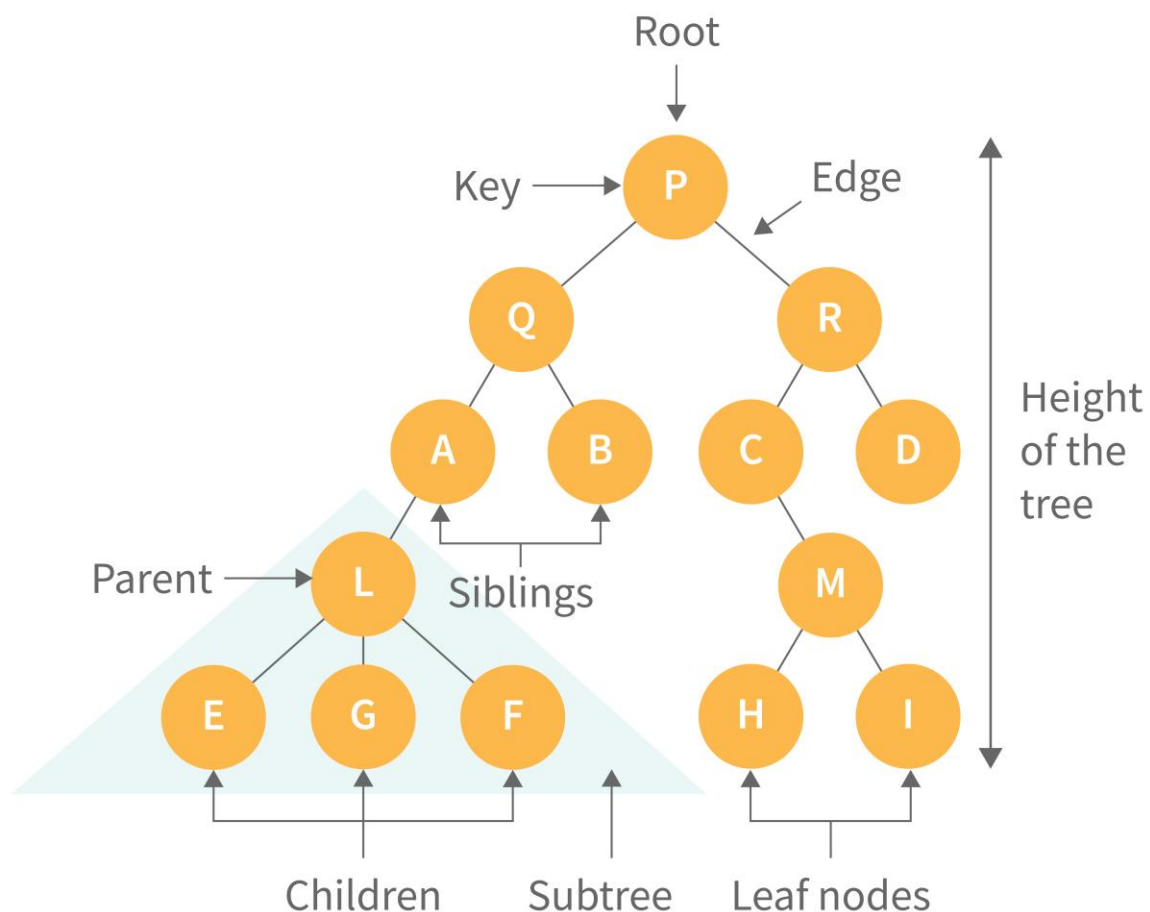 Root
Key
P
Edge
Q
R
A
B
C
D
Height
of the
tree
Parent
L
Siblings
M
E
G
F
H
I
Children
Subtree
Leaf nodes